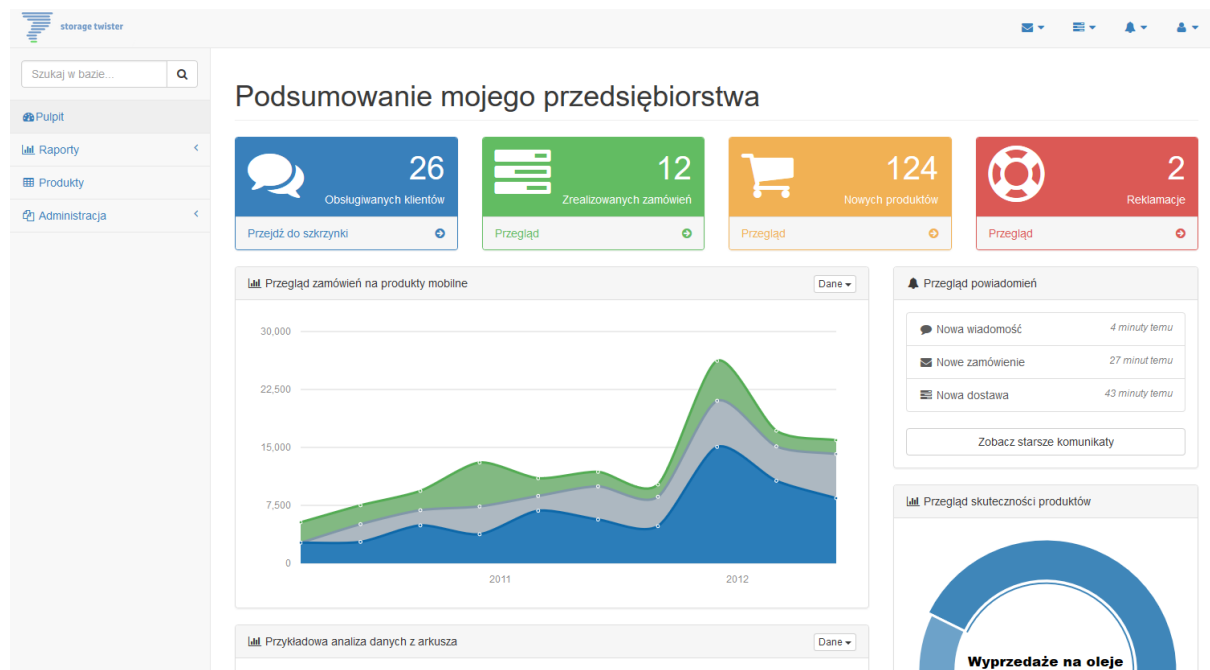 storage twister
Szukaj w bazie...
Pulpit
Raporty
Produkty
Administracja
Podsumowanie mojego przedsiębiorstwa
26
Obsługiwanych klientów
Przejdź do szkrzynki
12
Zrealizowanych zamówień
Przegląd
124
Nowych produktów
Przegląd
2
Reklamacje
Przegląd
Przegląd zamówień na produkty mobilne
Dane
30,000
22,500
15,000
7,500
0
2011
2012
Przegląd powiadomień
Nowa wiadomość 4 minuty temu
Nowe zamówienie 27 minut temu
Nowa dostawa 43 minuty temu
Zobacz starsze komunikaty
Przegląd skuteczności produktów
Wyprzedaże na oleje
Przykładowa analiza danych z arkusza
Dane